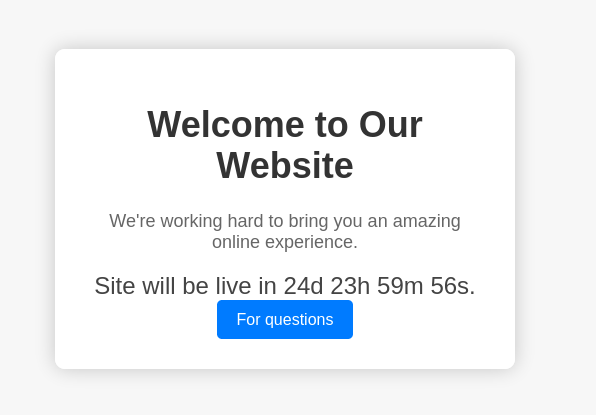 Welcome to Our
Website
We're working hard to bring you an amazing
online experience.
Site will be live in 24d 23h 59m 56s.
For questions